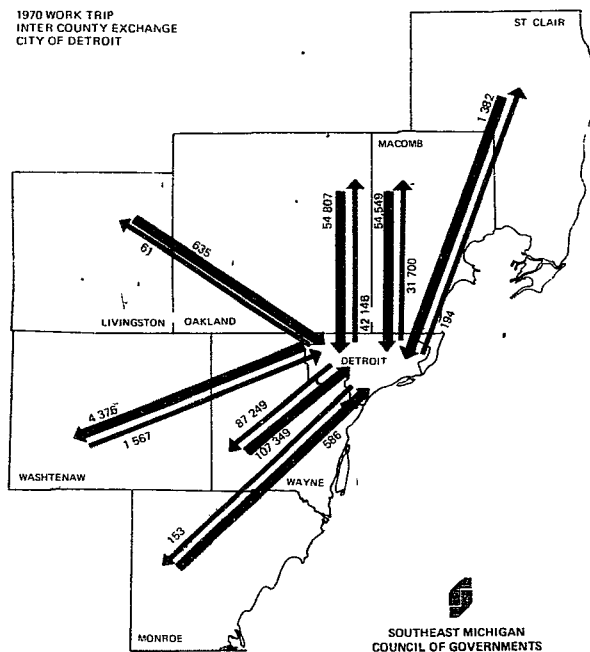 1970 WORK TRIP
INTER COUNTY EXCHANGE
CITY OF DETROIT
ST CLAIR
1 382
MACOMB
54 807
54,549
635
61
42 148
31 700
194
LIVINGSTON
OAKLAND
DETROIT
4 376
1 567
87 249
107 349
586
WASHTENAW
WAYNE
153
MONROE
SOUTHEAST MICHIGAN
COUNCIL OF GOVERNMENTS